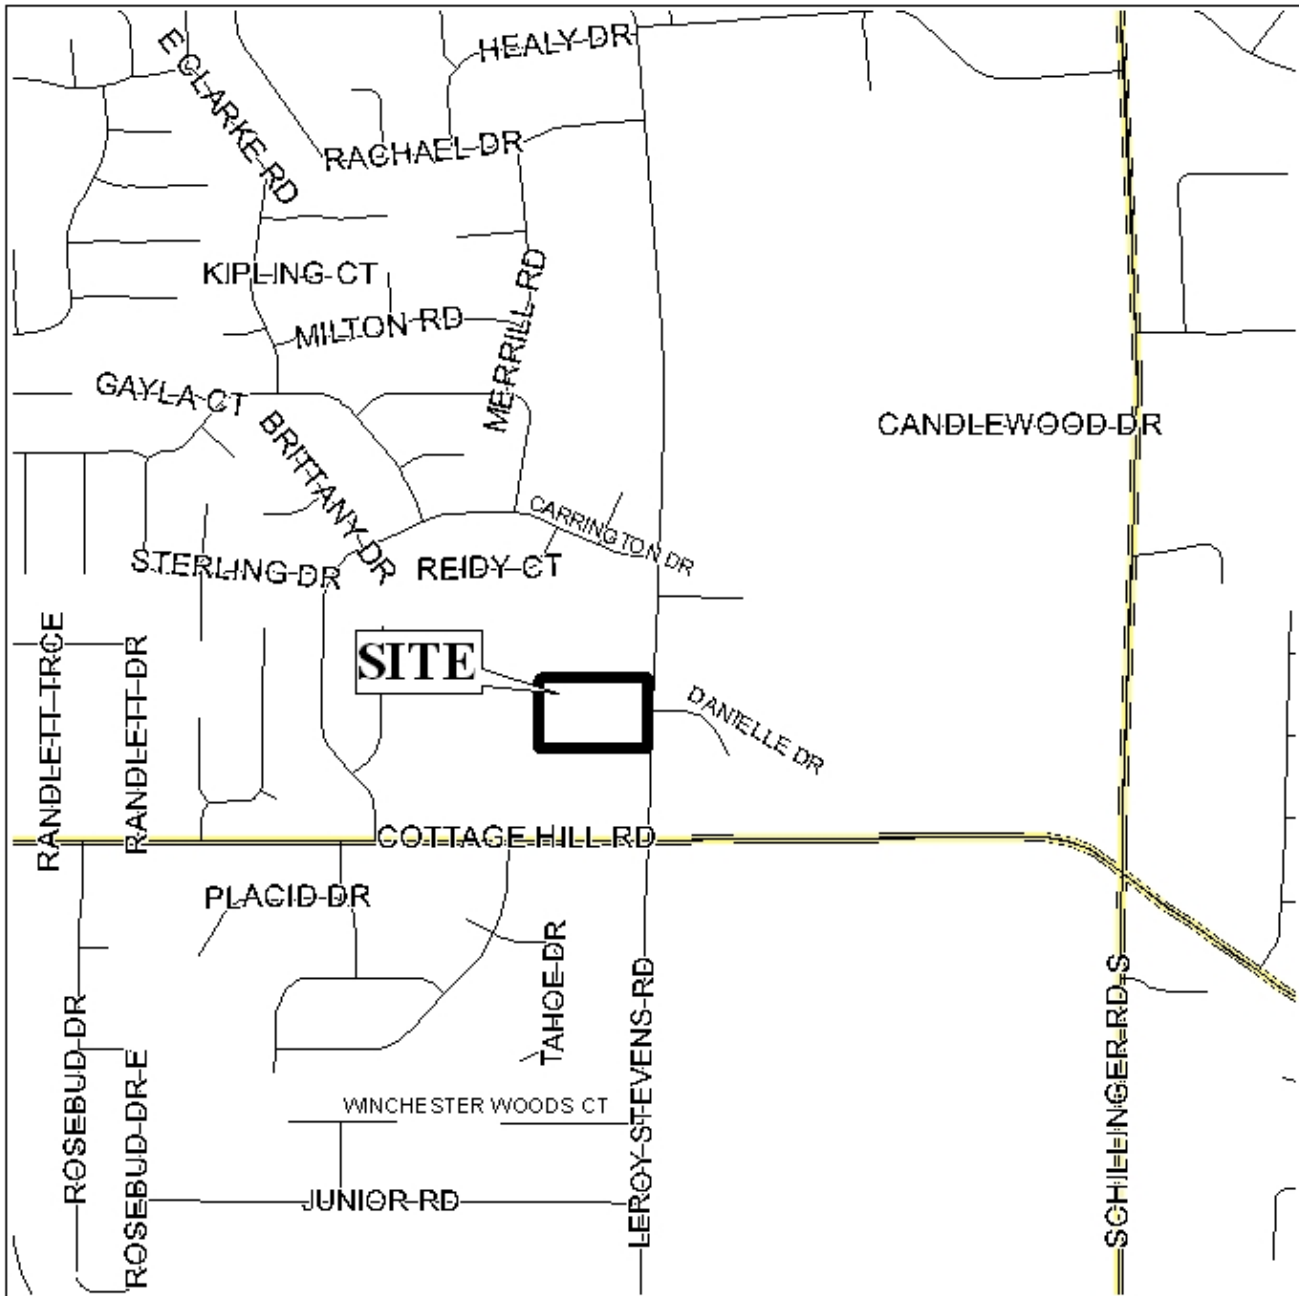 HEALY DR
E CLARKE RD
RACHAEL DR
KIPLING CT
MILTON RD
MERRILL RD
GAYLA CT
BRITTANY DR
CANDLEWOOD DR
CARRINGTON DR
STERLING DR
REIDY CT
RANDLETT TRCE
RANDLETT DR
SITE
DANIELLE DR
COTTAGE HILL RD
PLACID DR
TAHOE DR
LEROY STEVENS RD
SCHILLINGER RD S
ROSEBUD DR
ROSEBUD DR E
WINCHESTER WOODS CT
JUNIOR RD